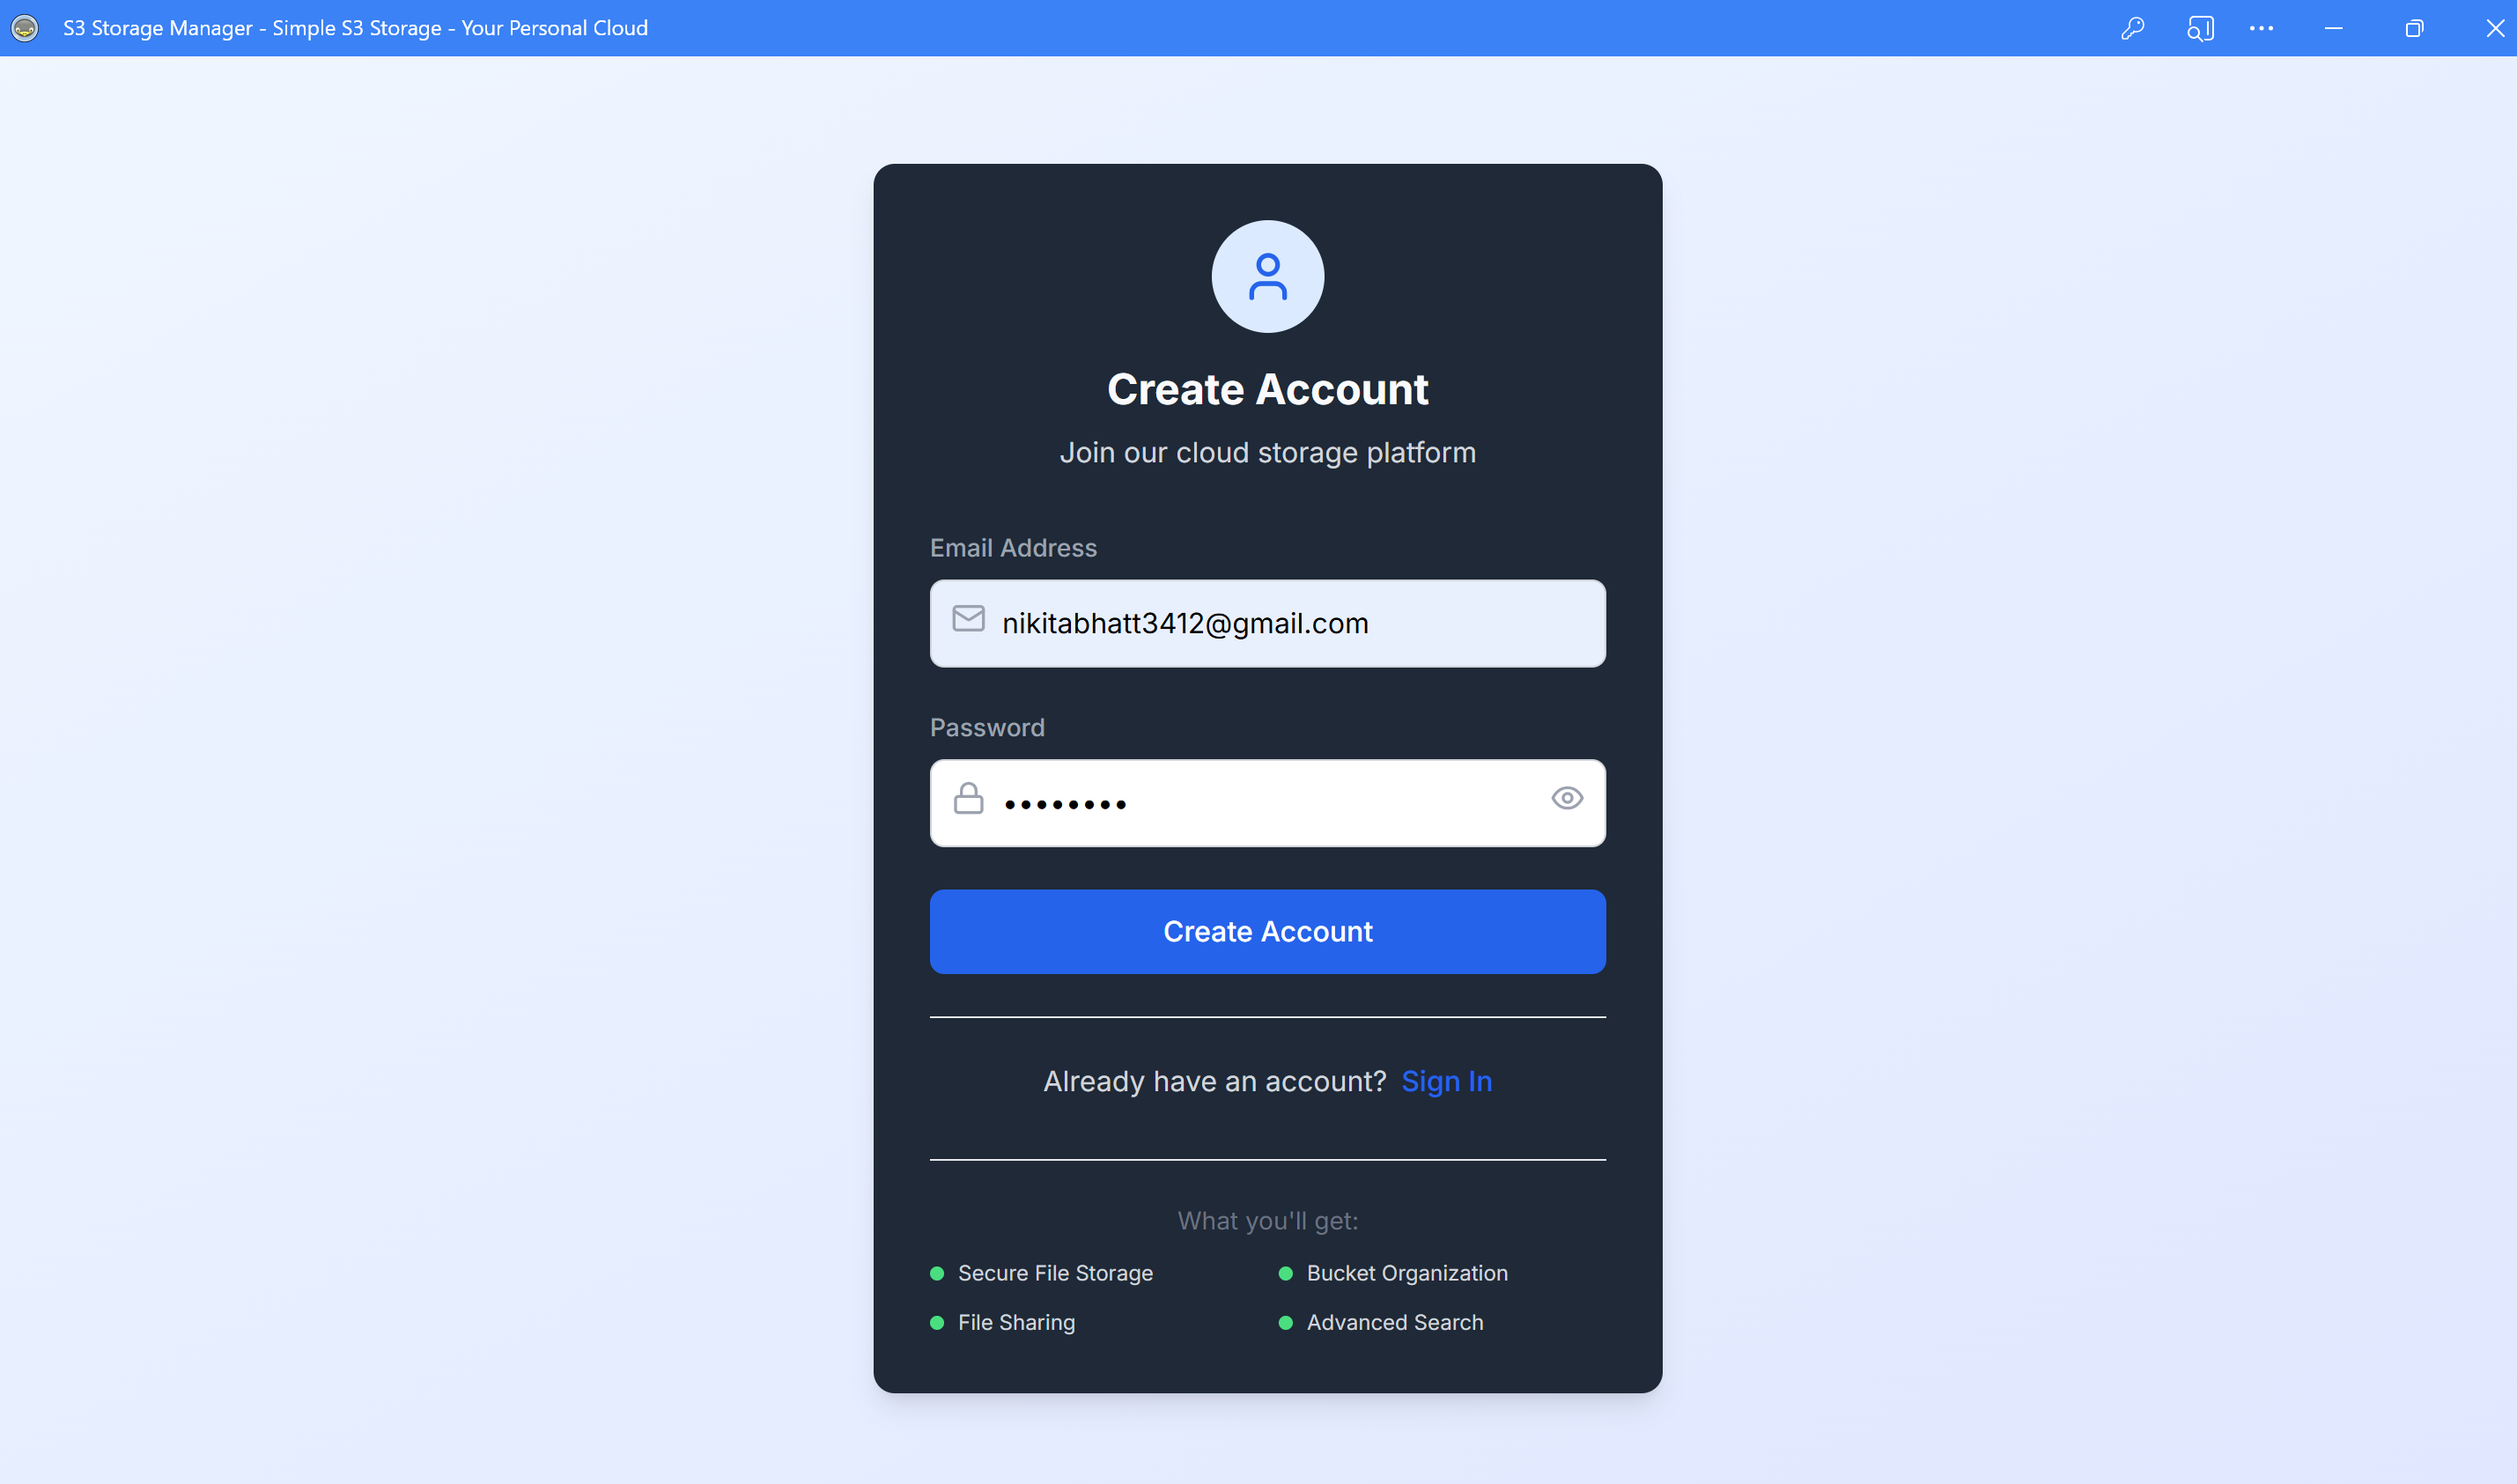 S3 Storage Manager - Simple S3 Storage - Your Personal Cloud
Create Account
Join our cloud storage platform
Email Address
nikitabhatt3412@gmail.com
Password
••••••••
Create Account
Already have an account? Sign In
What you'll get:
Secure File Storage
Bucket Organization
File Sharing
Advanced Search